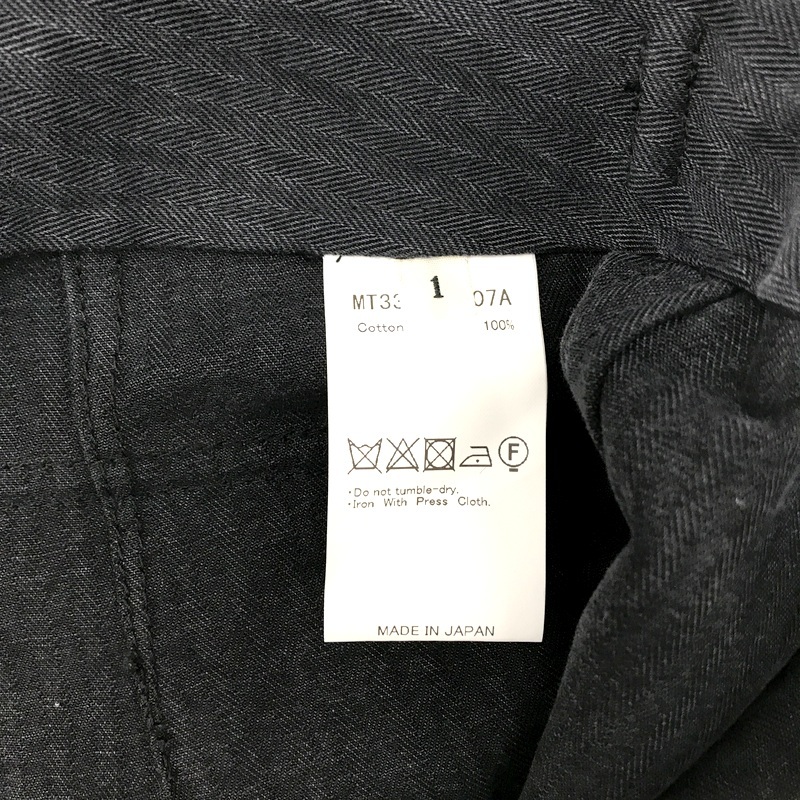 1
MT33 07A
Cotton 100%
F
・Do not tumble-dry.
・Iron With Press Cloth.
MADE IN JAPAN